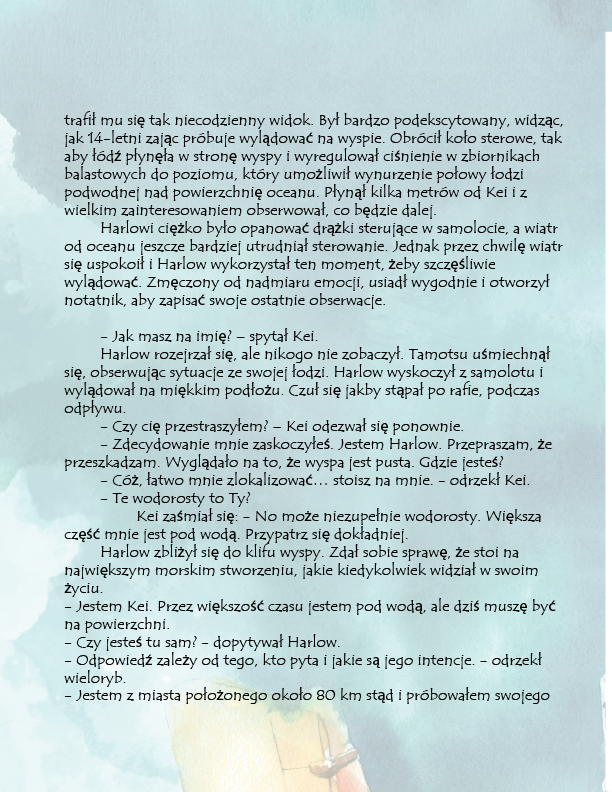 trafił mu się tak niecodzienny widok. Był bardzo podekscytowany, widząc,
jak 14-letni zając próbuje wylądować na wyspie. Obrócił koło sterowe, tak
aby łódź płynęła w stronę wyspy i wyregulował ciśnienie w zbiornikach
balastowych do poziomu, który umożliwił wynurzenie połowy łodzi
podwodnej nad powierzchnię oceanu. Płynął kilka metrów od Kei i z
wielkim zainteresowaniem obserwował, co będzie dalej.
Harlowi ciężko było opanować drążki sterujące w samolocie, a wiatr
od oceanu jeszcze bardziej utrudniał sterowanie. Jednak przez chwilę wiatr
się uspokoił i Harlow wykorzystał ten moment, żeby szczęśliwie
wylądować. Zmęczony od nadmiaru emocji, usiadł wygodnie i otworzył
notatnik, aby zapisać swoje ostatnie obserwacje.
– Jak masz na imię? – spytał Kei.
Harlow rozejrzał się, ale nikogo nie zobaczył. Tamotsu uśmiechnął
się, obserwując sytuacje ze swojej łodzi. Harlow wyskoczył z samolotu i
wylądował na miękkim podłożu. Czuł się jakby stąpał po rafie, podczas
odpływu.
– Czy cię przestraszyłem? – Kei odezwał się ponownie.
– Zdecydowanie mnie zaskoczyłeś. Jestem Harlow. Przepraszam, że
przeszkadzam. Wyglądało na to, że wyspa jest pusta. Gdzie jesteś?
– Cóż, łatwo mnie zlokalizować... stoisz na mnie. – odrzekł Kei.
– Te wodorosty to Ty?
Kei zaśmiał się: – No może niezupełnie wodorosty. Większa
część mnie jest pod wodą. Przypatrz się dokładniej.
Harlow zbliżył się do klifu wyspy. Zdał sobie sprawę, że stoi na
największym morskim stworzeniu, jakie kiedykolwiek widział w swoim
życiu.
– Jestem Kei. Przez większość czasu jestem pod wodą, ale dziś muszę być
na powierzchni.
– Czy jesteś tu sam? – dopytywał Harlow.
– Odpowiedź zależy od tego, kto pyta i jakie są jego intencje. – odrzekł
wieloryb.
– Jestem z miasta położonego około 80 km stąd i próbowałem swojego